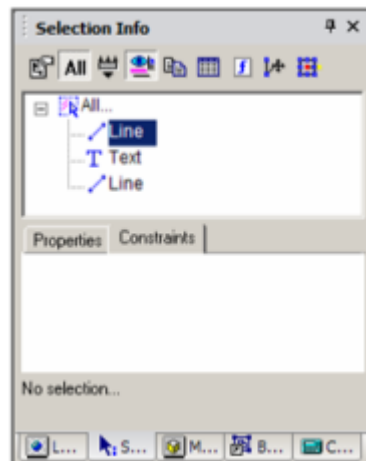 Selection Info
All
All...
Line
T Text
Line
Properties Constraints
No selection...
L... S... M... B... C...